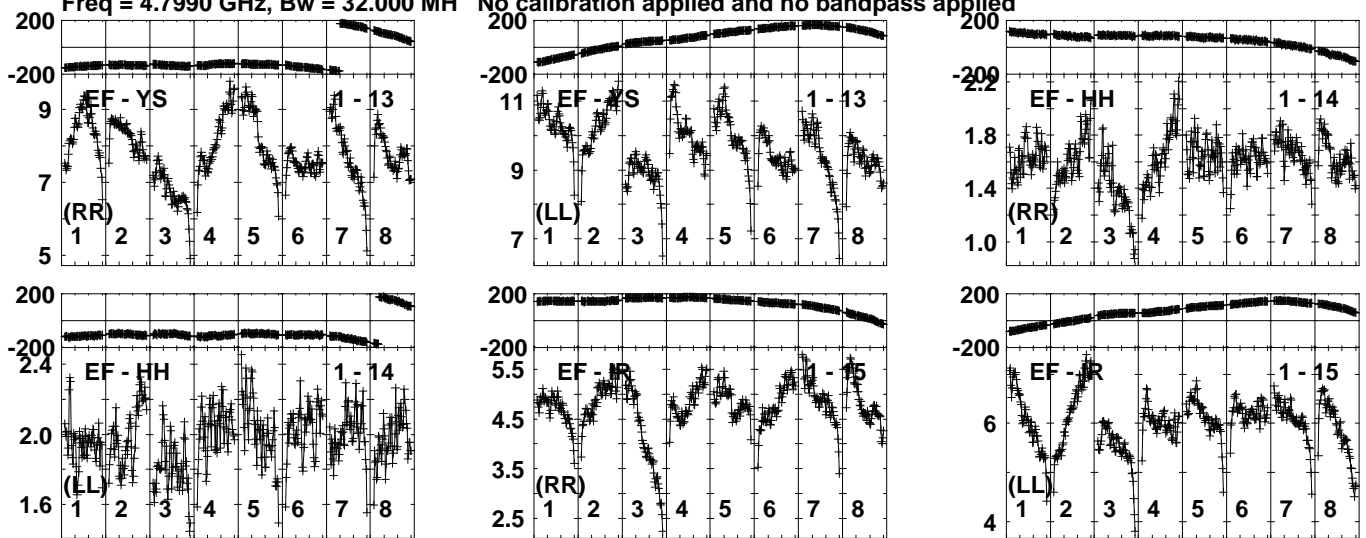 Freq = 4.7990 GHz, Bw = 32.000 MH No calibration applied and no bandpass applied
200 200 200
-200 -200 -200
EF - YS 1 - 13 EF - YS 1 - 13 EF - HH 1 - 14
9 11 2.2
7 9 1.8
5 7 1.4
1.0
(RR) (LL) (RR)
1 2 3 4 5 6 7 8 1 2 3 4 5 6 7 8 1 2 3 4 5 6 7 8
200 200 200
-200 -200 -200
EF - HH 1 - 14 EF - IR 1 - 15 EF - IR 1 - 15
2.4 5.5 6
2.0 4.5 4
1.6 3.5
2.5
(LL) (RR) (LL)
1 2 3 4 5 6 7 8 1 2 3 4 5 6 7 8 1 2 3 4 5 6 7 8